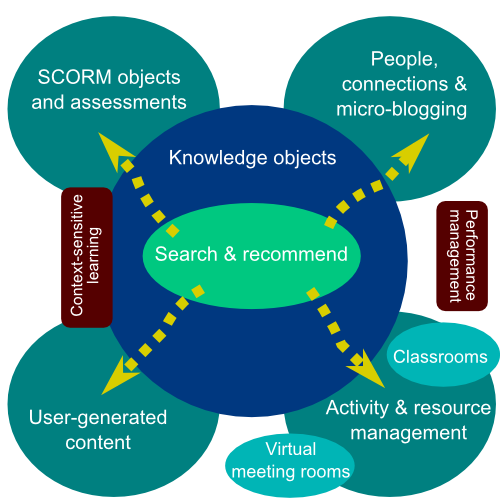 SCORM objects
and assessments
People,
connections &
micro-blogging
Knowledge objects
Context-sensitive
learning
Search & recommend
Performance
management
Classrooms
User-generated
content
Activity & resource
management
Virtual
meeting rooms